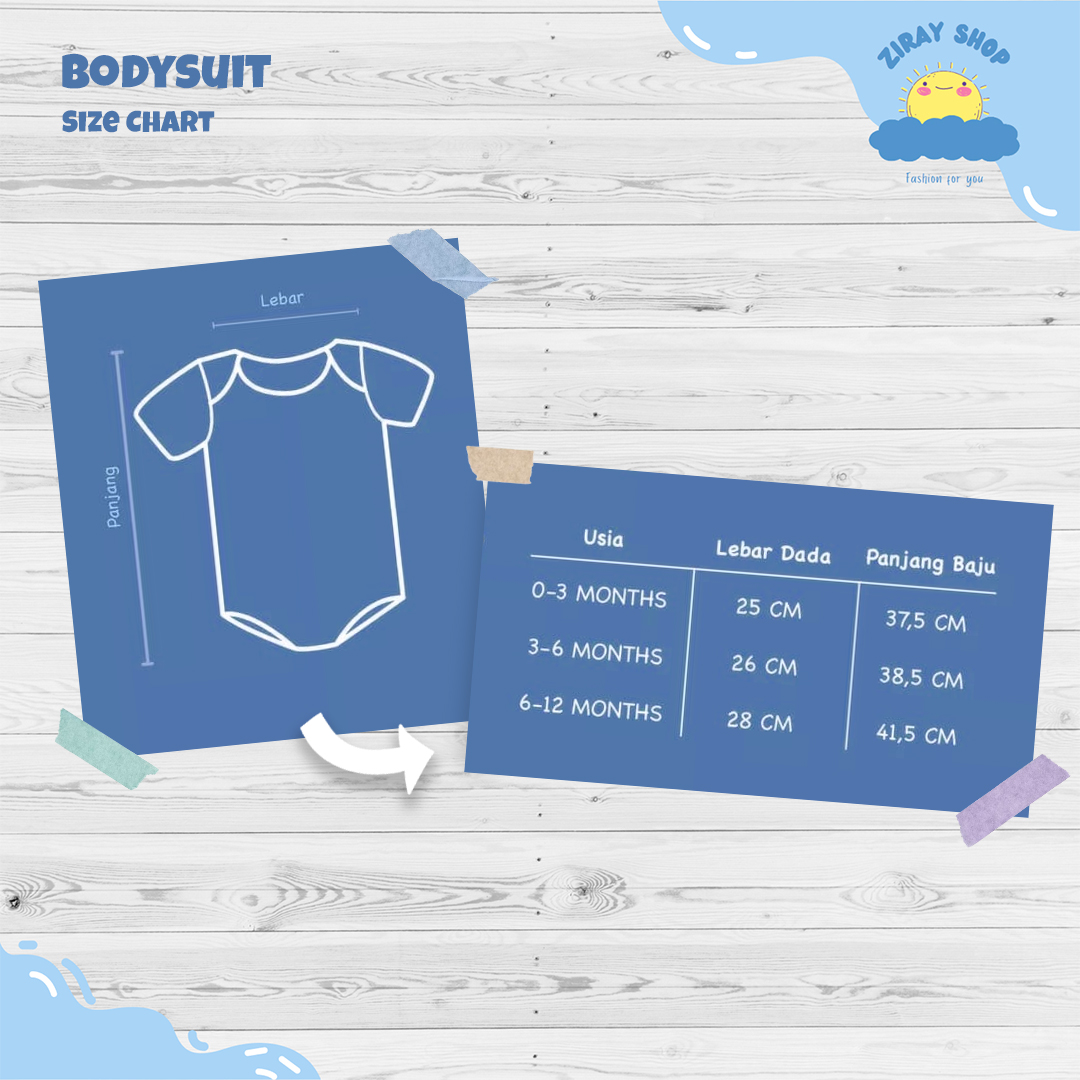 BODYSUIT
SIZE CHART
ZIRAY SHOP
Fashion for you
Lebar
Panjang
Usia Lebar Dada Panjang Baju
0-3 MONTHS 25 CM 37,5 CM
3-6 MONTHS 26 CM 38,5 CM
6-12 MONTHS 28 CM 41,5 CM